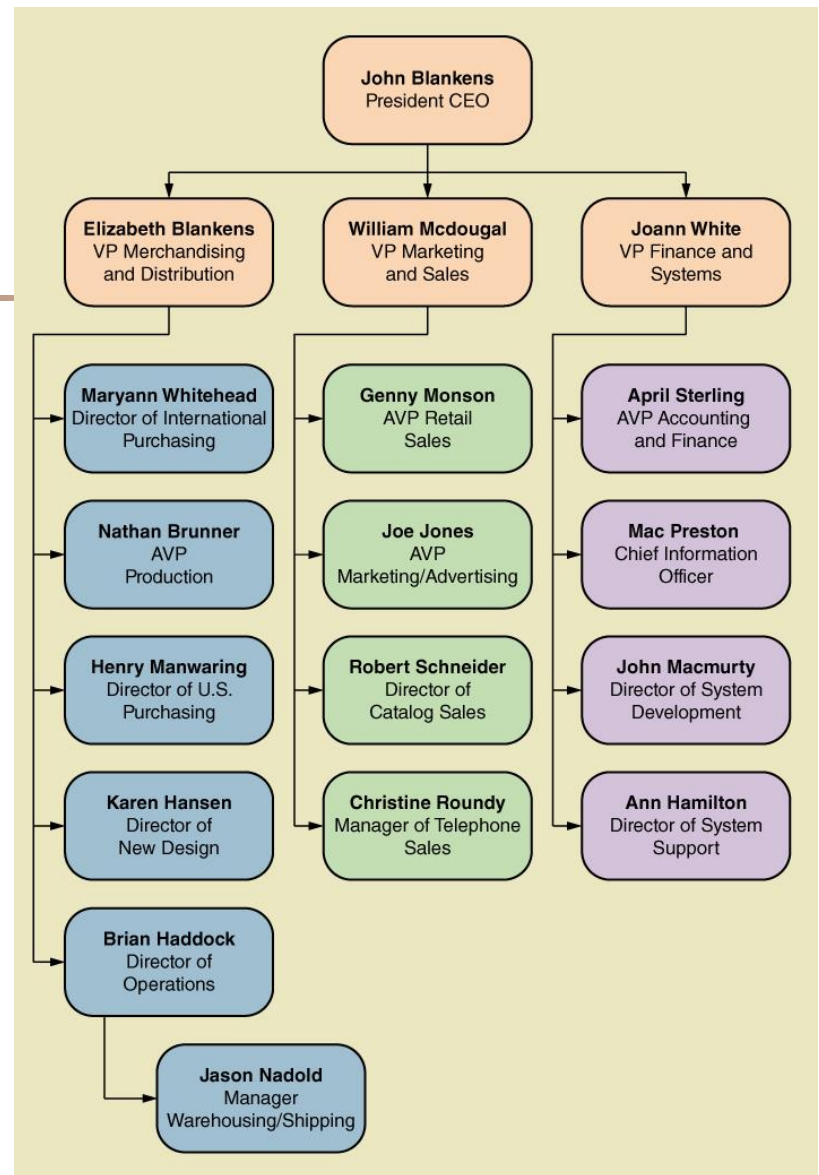 John Blankens
President CEO
Elizabeth Blankens
VP Merchandising
and Distribution
William Mcdougal
VP Marketing
and Sales
Joann White
VP Finance and
Systems
Maryann Whitehead
Director of International
Purchasing
Genny Monson
AVP Retail
Sales
April Sterling
AVP Accounting
and Finance
Nathan Brunner
AVP
Production
Joe Jones
AVP
Marketing/Advertising
Mac Preston
Chief Information
Officer
Henry Manwaring
Director of U.S.
Purchasing
Robert Schneider
Director of
Catalog Sales
John Macmurty
Director of System
Development
Karen Hansen
Director of
New Design
Christine Roundy
Manager of Telephone
Sales
Ann Hamilton
Director of System
Support
Brian Haddock
Director of
Operations
Jason Nadold
Manager
Warehousing/Shipping